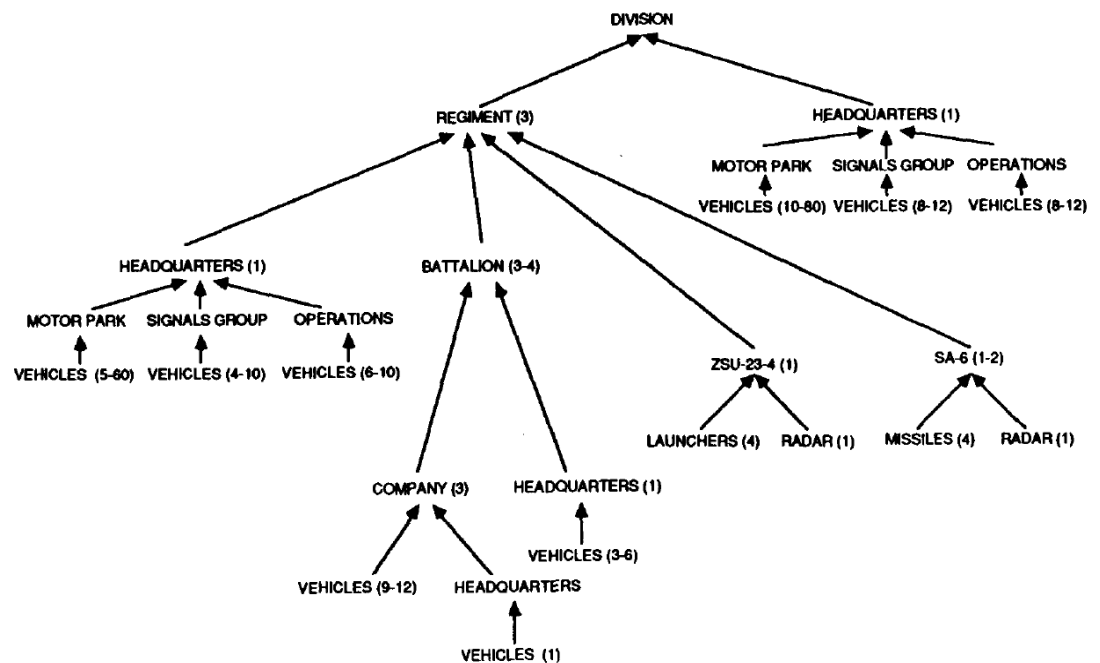 DIVISION
REGIMENT (3)
HEADQUARTERS (1)
MOTOR PARK
SIGNALS GROUP
OPERATIONS
VEHICLES (10-80)
VEHICLES (8-12)
VEHICLES (8-12)
HEADQUARTERS (1)
BATTALION (3-4)
MOTOR PARK
SIGNALS GROUP
OPERATIONS
VEHICLES (5-60)
VEHICLES (4-10)
VEHICLES (6-10)
ZSU-23-4 (1)
SA-6 (1-2)
LAUNCHERS (4)
RADAR (1)
MISSILES (4)
RADAR (1)
COMPANY (3)
HEADQUARTERS (1)
VEHICLES (3-6)
VEHICLES (9-12)
HEADQUARTERS
VEHICLES (1)